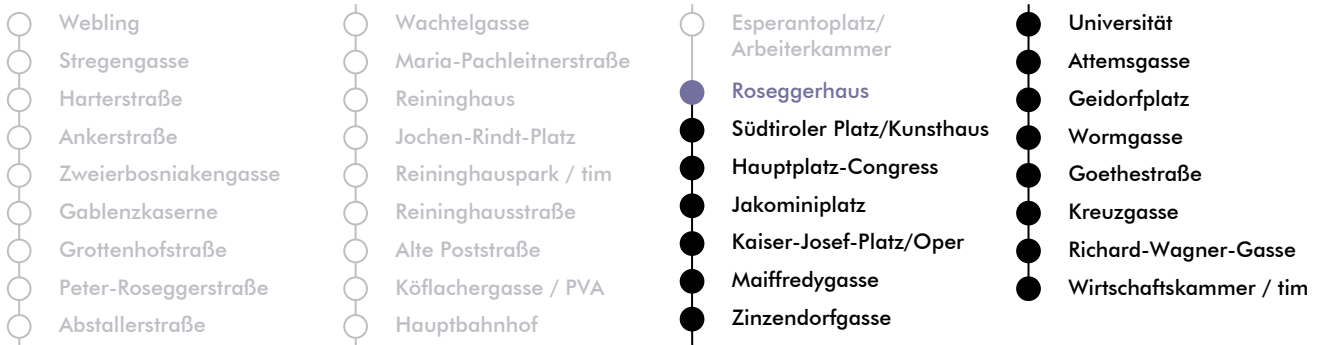 Webling
Stregengasse
Harterstraße
Ankerstraße
Zweierbosniakengasse
Gablenzkaserne
Grottenhofstraße
Peter-Roseggerstraße
Abstallerstraße
Wachtelgasse
Maria-Pachleitnerstraße
Reininghaus
Jochen-Rindt-Platz
Reininghauspark / tim
Reininghausstraße
Alte Poststraße
Köflachergasse / PVA
Hauptbahnhof
Esperantoplatz/
Arbeiterkammer
Roseggerhaus
Südtiroler Platz/Kunsthaus
Hauptplatz-Congress
Jakominiplatz
Kaiser-Josef-Platz/Oper
Maiffredygasse
Zinzendorfgasse
Universität
Attemsgasse
Geidorfplatz
Wormgasse
Goethestraße
Kreuzgasse
Richard-Wagner-Gasse
Wirtschaftskammer / tim